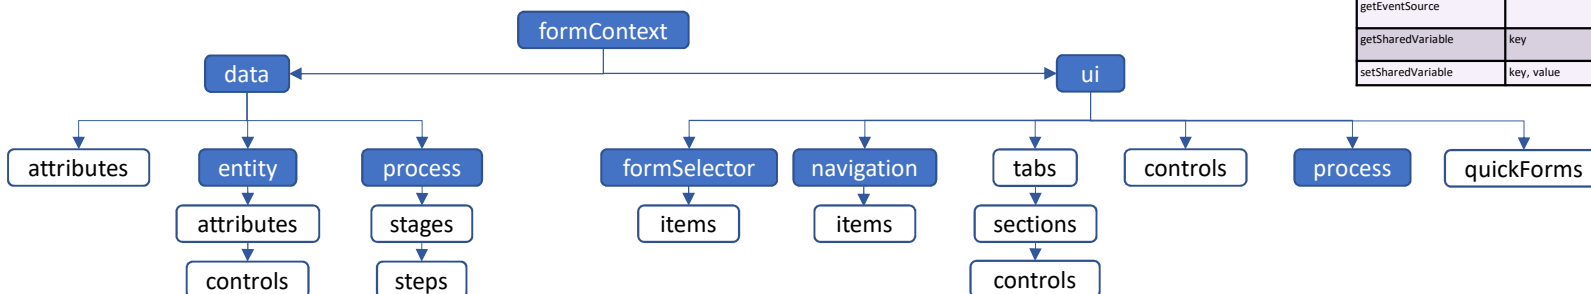 getEventSource
formContext
getSharedVariable key
data ui
setSharedVariable key, value
attributes entity process formSelector navigation tabs controls process quickForms
attributes stages items items sections
controls steps controls